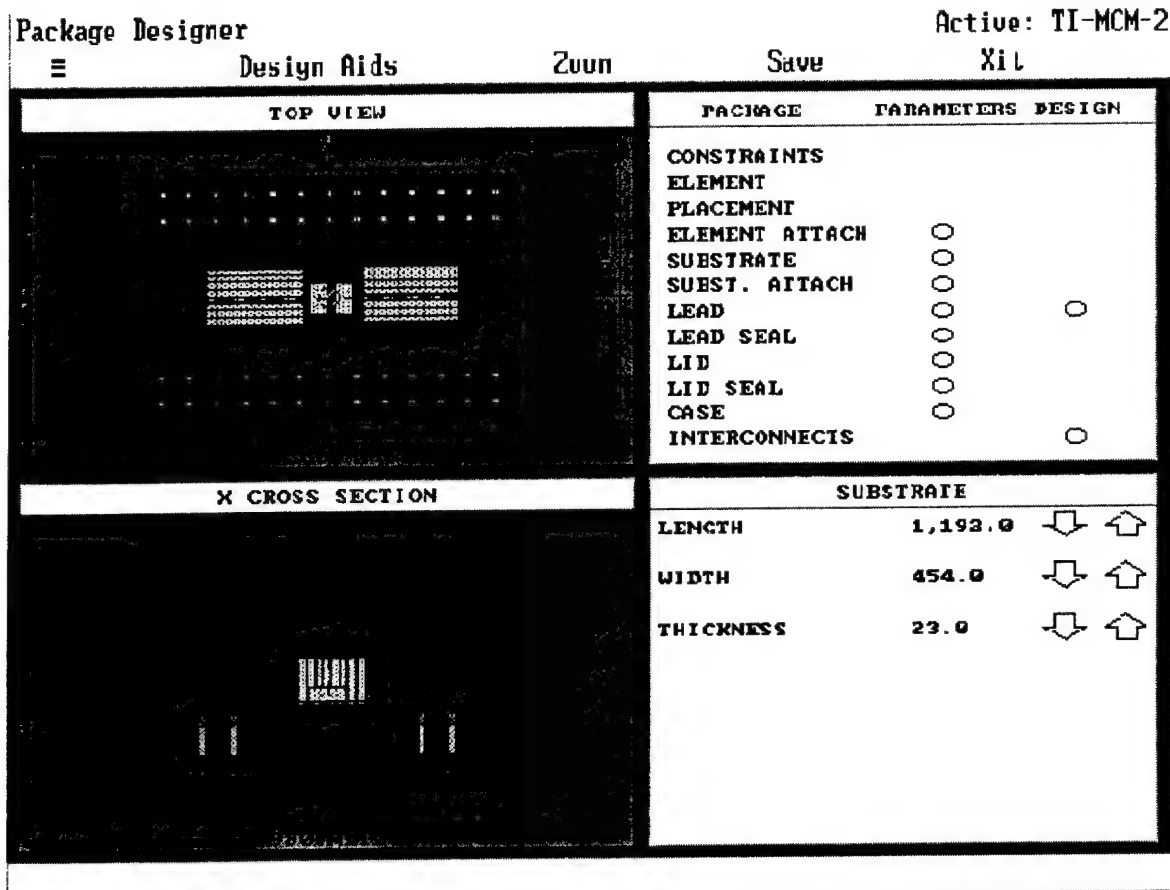 Package Designer
Active: TI-MCM-2
≡ Design Aids Zoom Save Xit
TOP VIEW
PACKAGE PARAMETERS DESIGN
CONSTRAINTS
ELEMENT
PLACEMENT
ELEMENT ATTACH
SUBSTRATE
SUBST. ATTACH
LEAD
LEAD SEAL
LID
LID SEAL
CASE
INTERCONNECTS
X CROSS SECTION
SUBSTRATE
LENGTH 1,193.0
WIDTH 454.0
THICKNESS 23.0